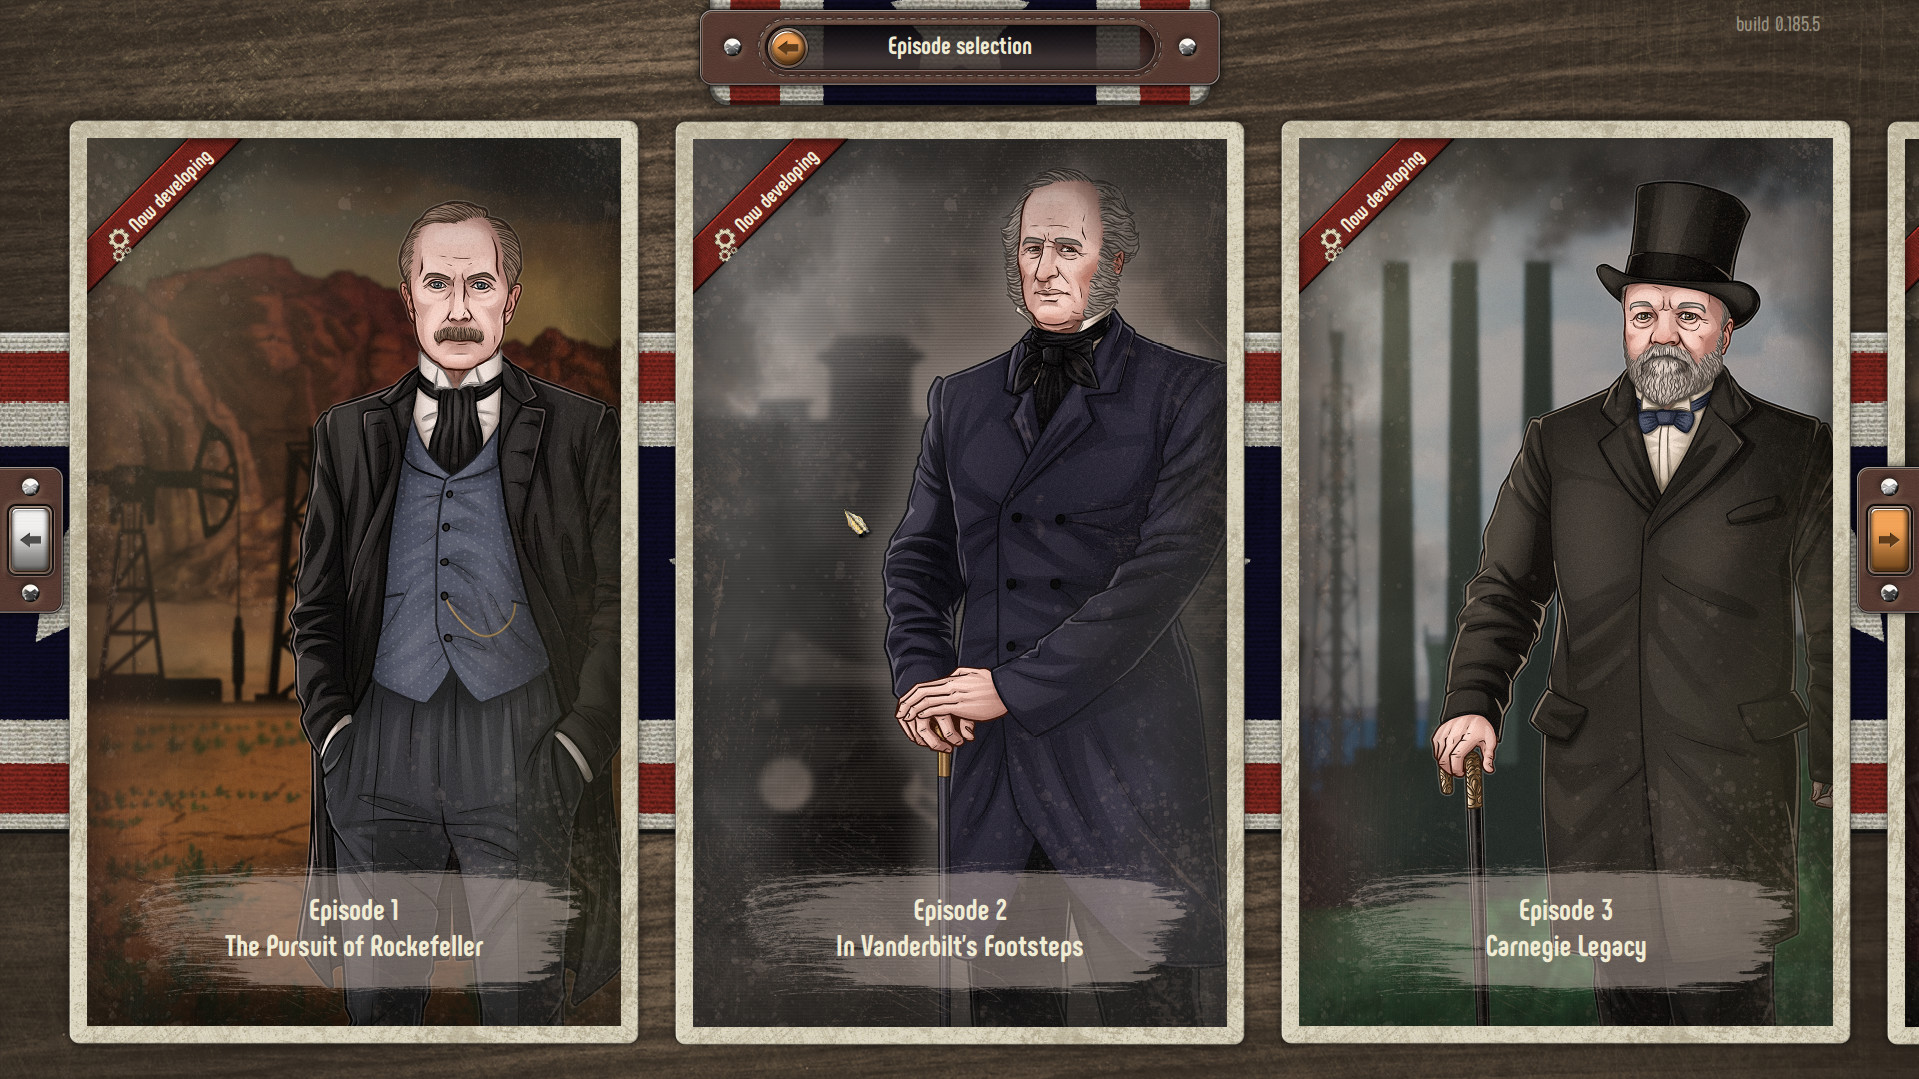 build 0.185.5
Episode selection
Now developing
Now developing
Now developing
Episode 1
The Pursuit of Rockefeller
Episode 2
In Vanderbilt's Footsteps
Episode 3
Carnegie Legacy